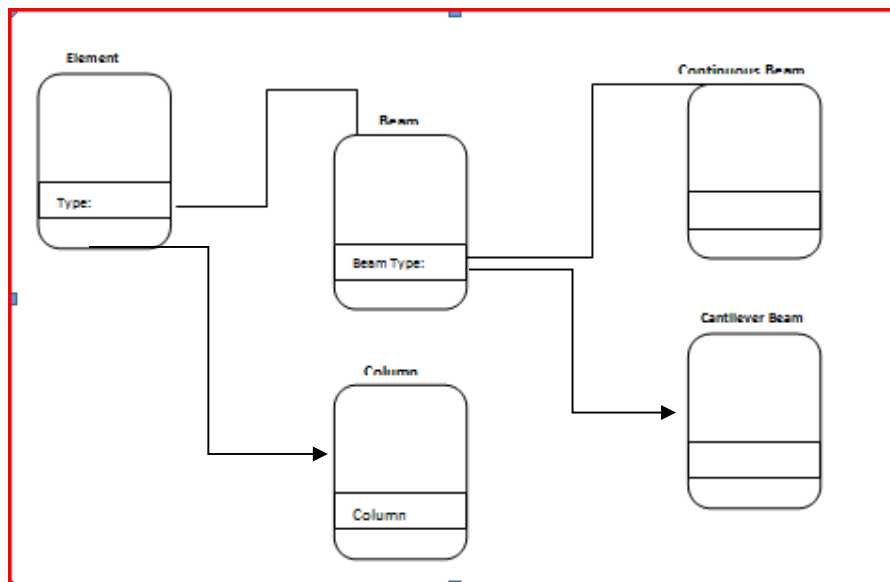 Element
Type:
Beam
Beam Type:
Column
Column
Continuous Beam
Cantilever Beam